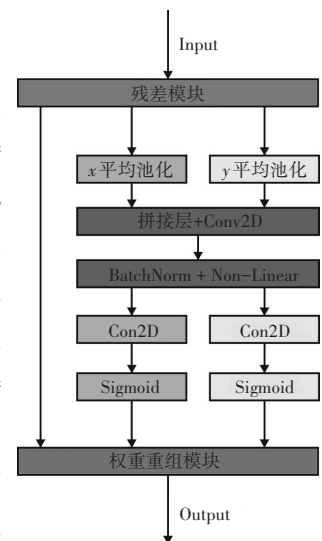 Input
残差模块
x平均池化 y平均池化
拼接层+Conv2D
BatchNorm + Non-Linear
Con2D Con2D
Sigmoid Sigmoid
权重重组模块
Output